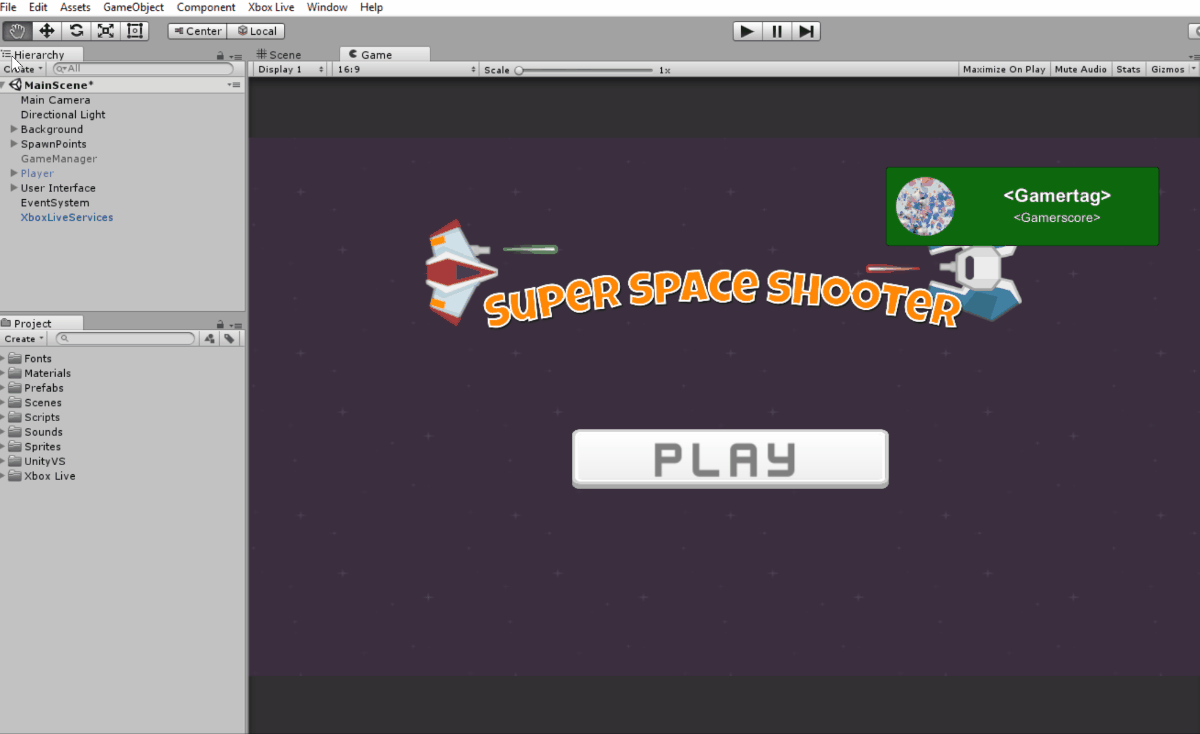 File Edit Assets GameObject Component Xbox Live Window Help
Center Local
Hierarchy Scene Game
Create All Display 1 16:9 Scale 1x Maximize On Play Mute Audio Stats Gizmos
MainScene*
Main Camera
Directional Light
Background
SpawnPoints
GameManager
Player
User Interface
EventSystem
XboxLiveServices
<Gamertag>
<Gamerscore>
SUPER SPACE SHOOTER
PLAY
Project
Create
Fonts
Materials
Prefabs
Scenes
Scripts
Sounds
Sprites
UnityVS
Xbox Live